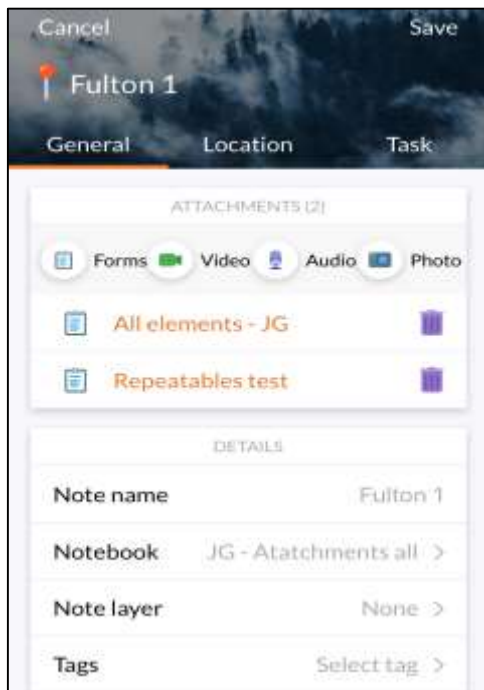 Cancel Save
Fulton 1
General Location Task
ATTACHMENTS (2)
Forms Video Audio Photo
All elements - JG
Repeatables test
DETAILS
Note name Fulton 1
Notebook JG - Atatchments all >
Note layer None >
Tags Select tag >